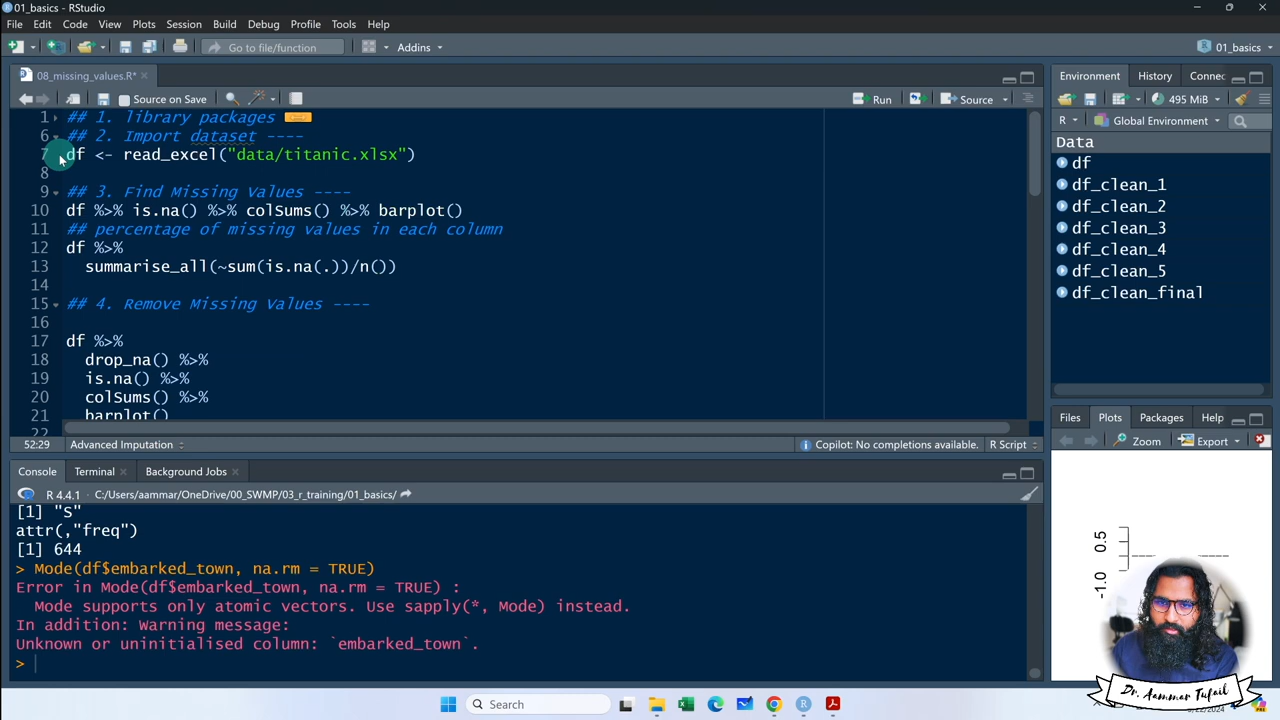 01_basics - RStudio
File Edit Code View Plots Session Build Debug Profile Tools Help
Go to file/function Addins 01_basics
08_missing_values.R*
Source on Save Run Source
1 ## 1. library packages
6 ## 2. Import dataset ----
7 df <- read_excel("data/titanic.xlsx")
8
9 ## 3. Find Missing Values ----
10 df %>% is.na() %>% colSums() %>% barplot()
11 ## percentage of missing values in each column
12 df %>%
13 summarise_all(~sum(is.na(.))/n())
14
15 ## 4. Remove Missing Values ----
16
17 df %>%
18 drop_na() %>%
19 is.na() %>%
20 colSums() %>%
21 barplot()
22
52:29 Advanced Imputation Copilot: No completions available. R Script
Console Terminal Background Jobs
R 4.4.1 · C:/Users/aammar/OneDrive/00_SWMP/03_r_training/01_basics/
[1] "S"
attr(,"freq")
[1] 644
> Mode(df$embarked_town, na.rm = TRUE)
Error in Mode(df$embarked_town, na.rm = TRUE) :
Mode supports only atomic vectors. Use sapply(*, Mode) instead.
In addition: Warning message:
Unknown or uninitialised column: `embarked_town`.
>
Environment History Connec
495 MiB
R Global Environment
Data
df
df_clean_1
df_clean_2
df_clean_3
df_clean_4
df_clean_5
df_clean_final
Files Plots Packages Help
Zoom Export
0.5
-1.0
Dr. Aammar Tufail
Search